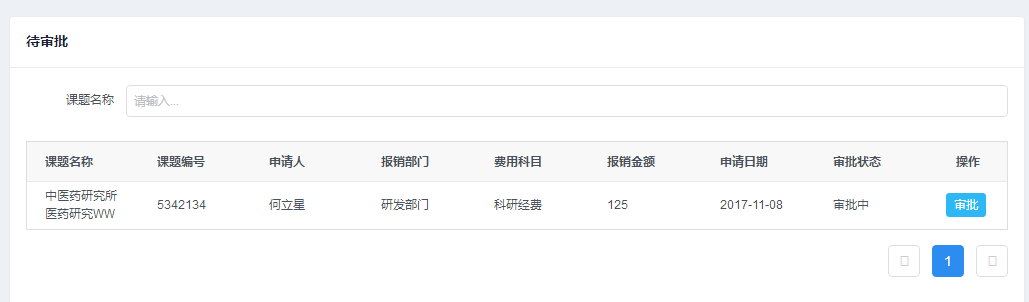 待审批
课题名称 请输入...
课题名称 课题编号 申请人 报销部门 费用科目 报销金额 申请日期 审批状态 操作
中医药研究所
医药研究WW 5342134 何立星 研发部门 科研经费 125 2017-11-08 审批中 审批
1